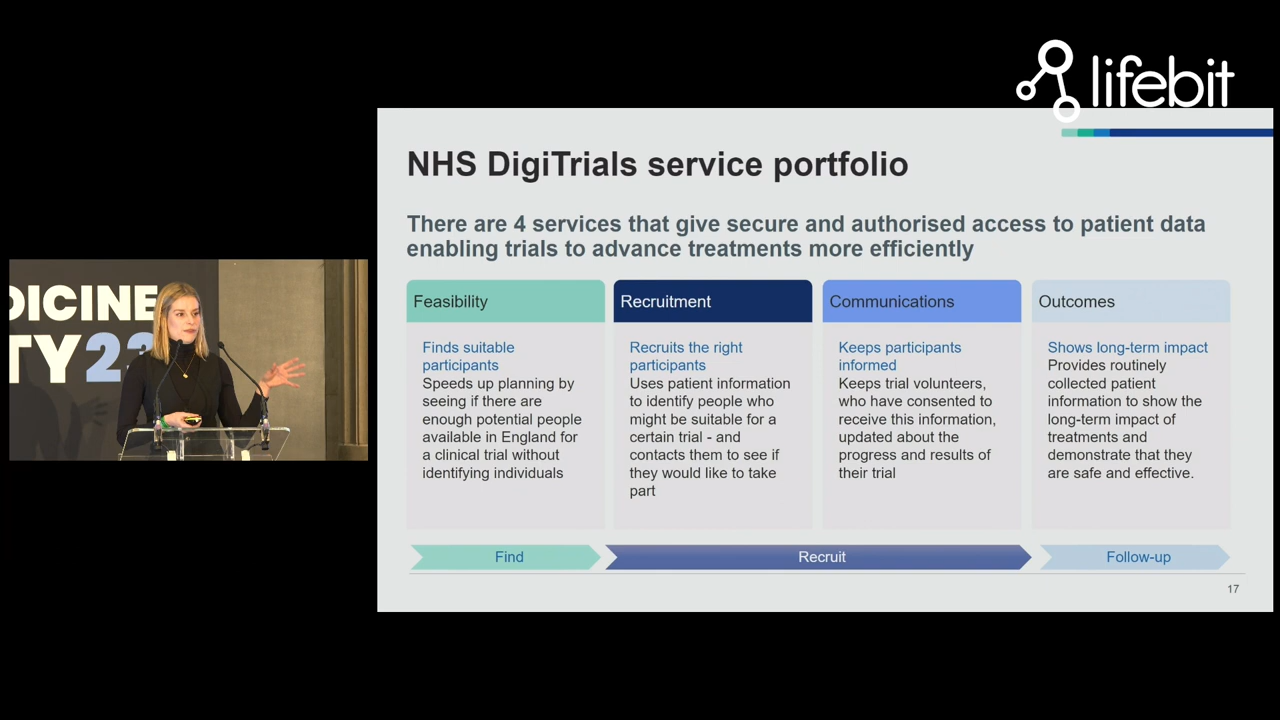 lifebit
NHS DigiTrials service portfolio
There are 4 services that give secure and authorised access to patient data
enabling trials to advance treatments more efficiently
Feasibility
Finds suitable
participants
Speeds up planning by
seeing if there are
enough potential people
available in England for
a clinical trial without
identifying individuals
Recruitment
Recruits the right
participants
Uses patient information
to identify people who
might be suitable for a
certain trial - and
contacts them to see if
they would like to take
part
Communications
Keeps participants
informed
Keeps trial volunteers,
who have consented to
receive this information,
updated about the
progress and results of
their trial
Outcomes
Shows long-term impact
Provides routinely
collected patient
information to show the
long-term impact of
treatments and
demonstrate that they
are safe and effective.
Find
Recruit
Follow-up
17
DICINE
TY23